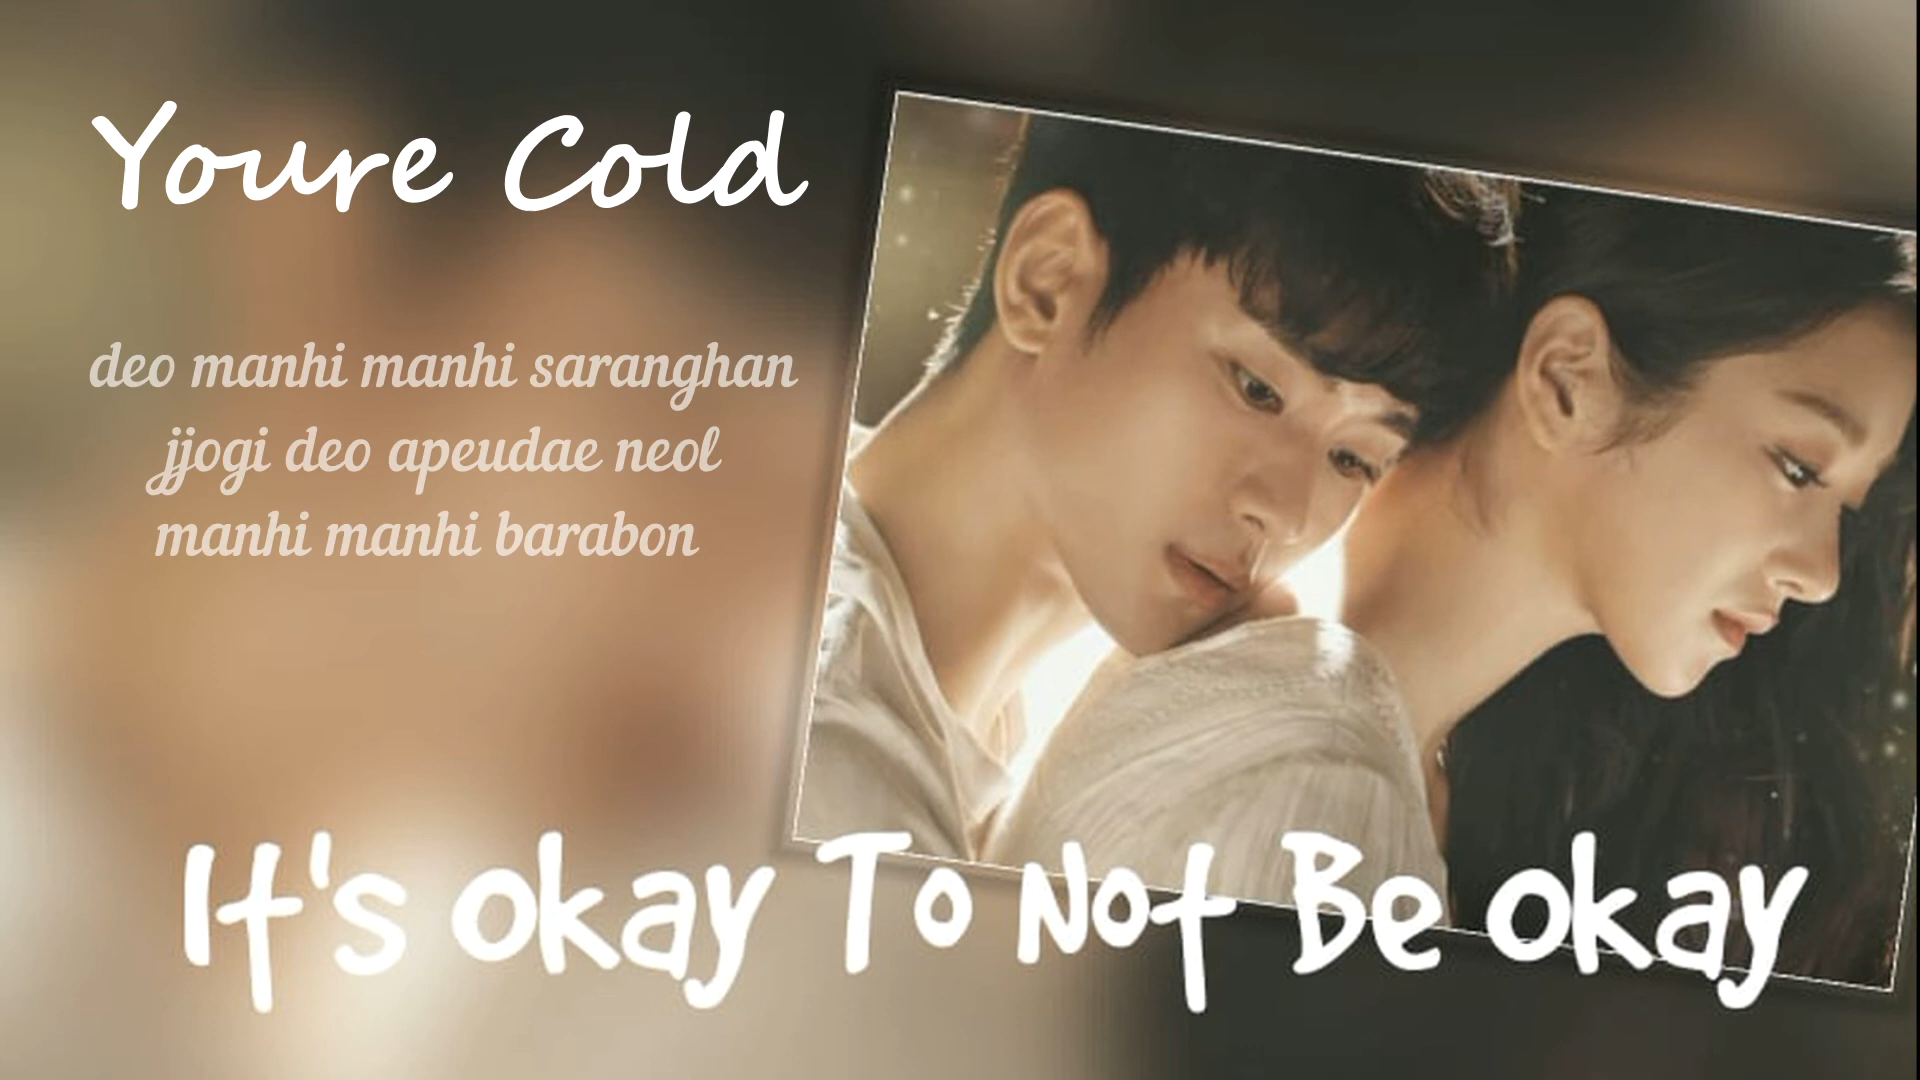 Youre Cold
deo manhi manhi saranghan
jjogi deo apeudae neol
manhi manhi barabon
It's okay To Not Be okay